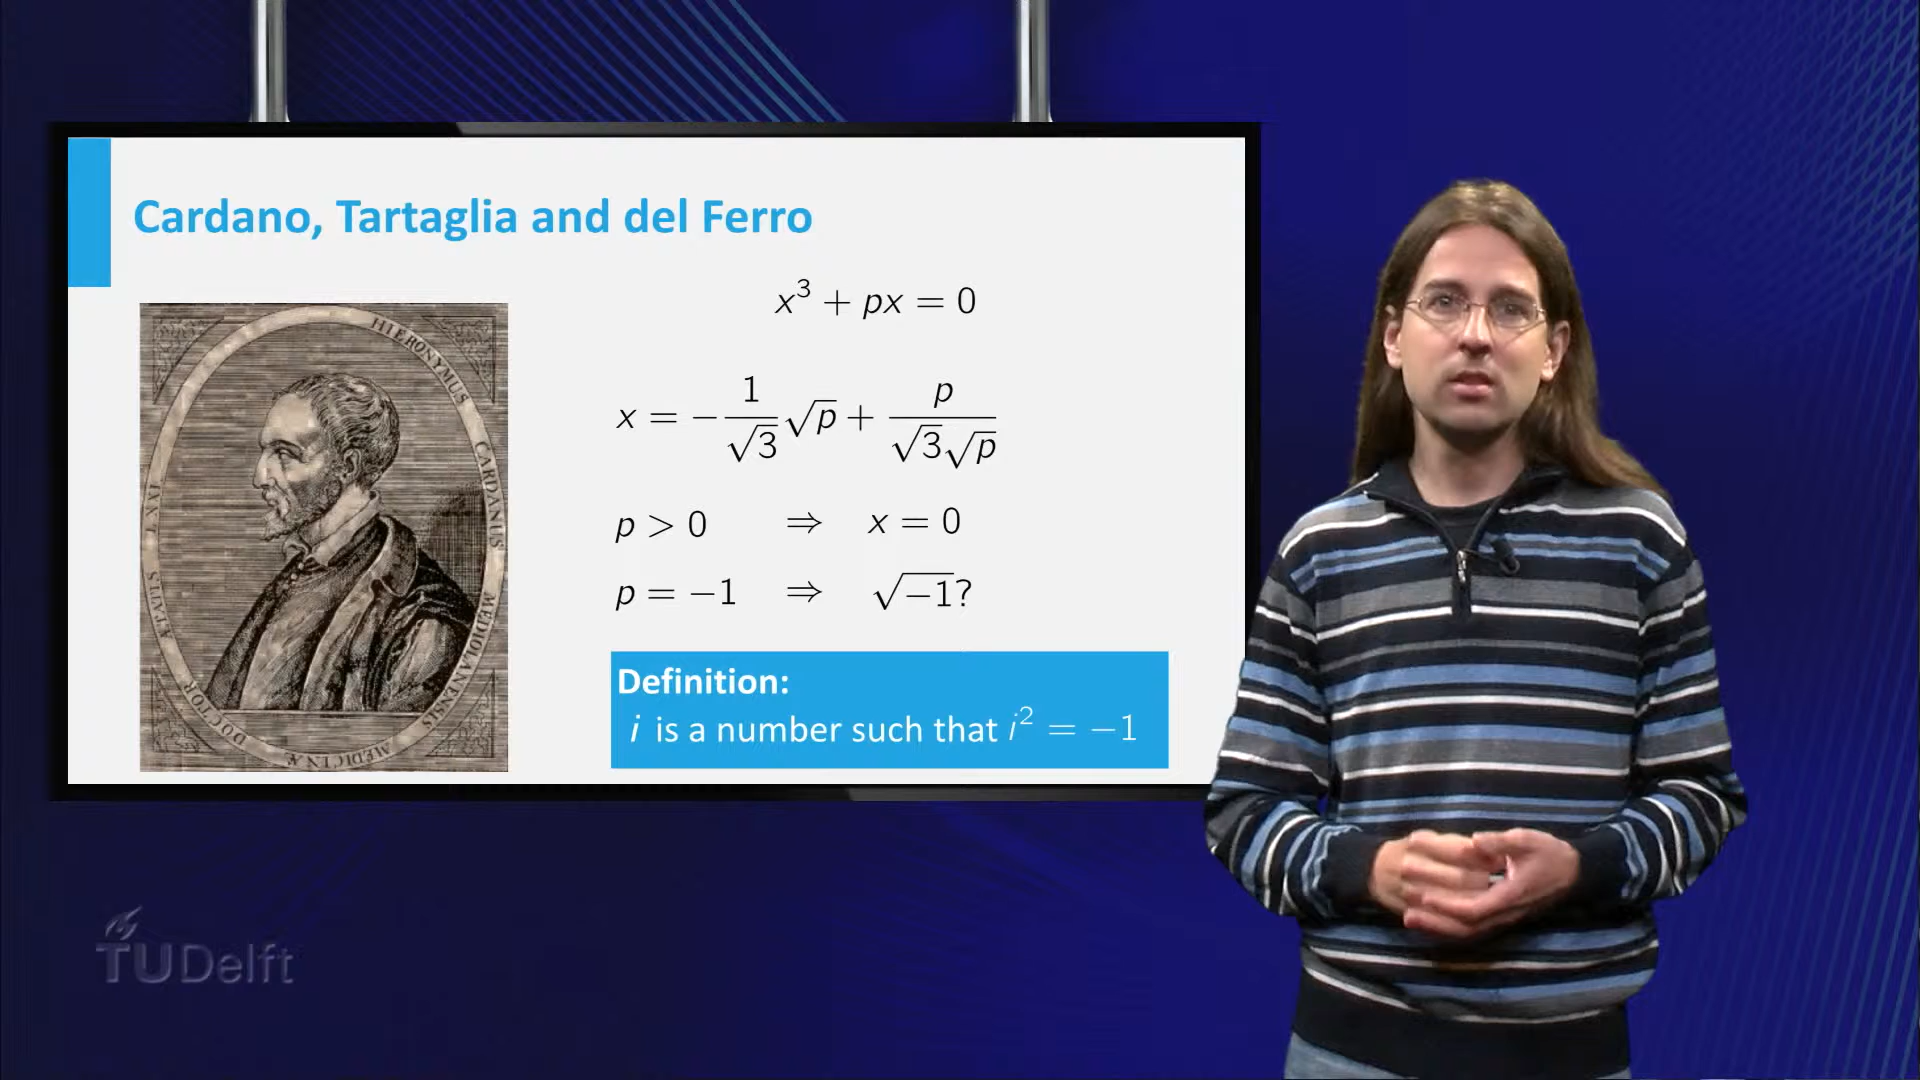 Cardano, Tartaglia and del Ferro
x³ + px = 0
x = −1/√3 √p + p/(√3√p)
p > 0 ⇒ x = 0
p = −1 ⇒ √−1?
Definition:
i is a number such that i² = −1
HIERONYMUS CARDANUS MEDIOLANENSIS MEDICINÆ DOCTOR ÆTATIS
TUDelft